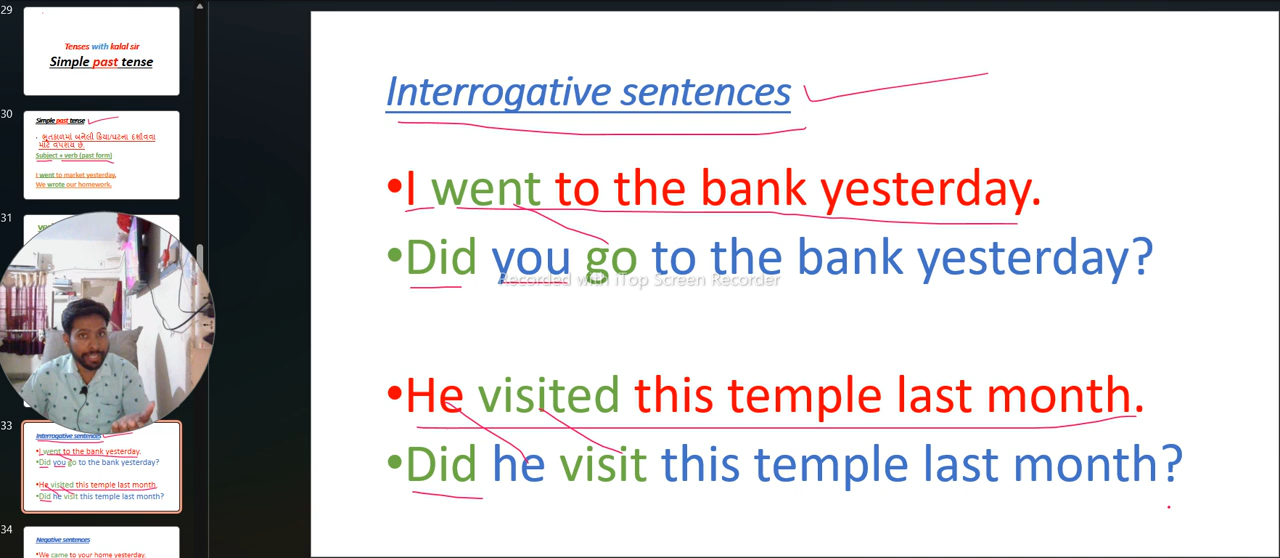 29
Tenses with kalal sir
Simple past tense
30
Simple past tense
• ભૂતકાળમાં બનેલી ક્રિયા/ઘટના દર્શાવવા
માટે વપરાય છે.
Subject + verb (past form)
I went to market yesterday.
We wrote our homework.
31
33
Interrogative sentences
•I went to the bank yesterday.
•Did you go to the bank yesterday?
•He visited this temple last month.
•Did he visit this temple last month?
34
Negative sentences
•We came to your home yesterday.
Interrogative sentences
•I went to the bank yesterday.
•Did you go to the bank yesterday?
Recorded with iTop Screen Recorder
•He visited this temple last month.
•Did he visit this temple last month?